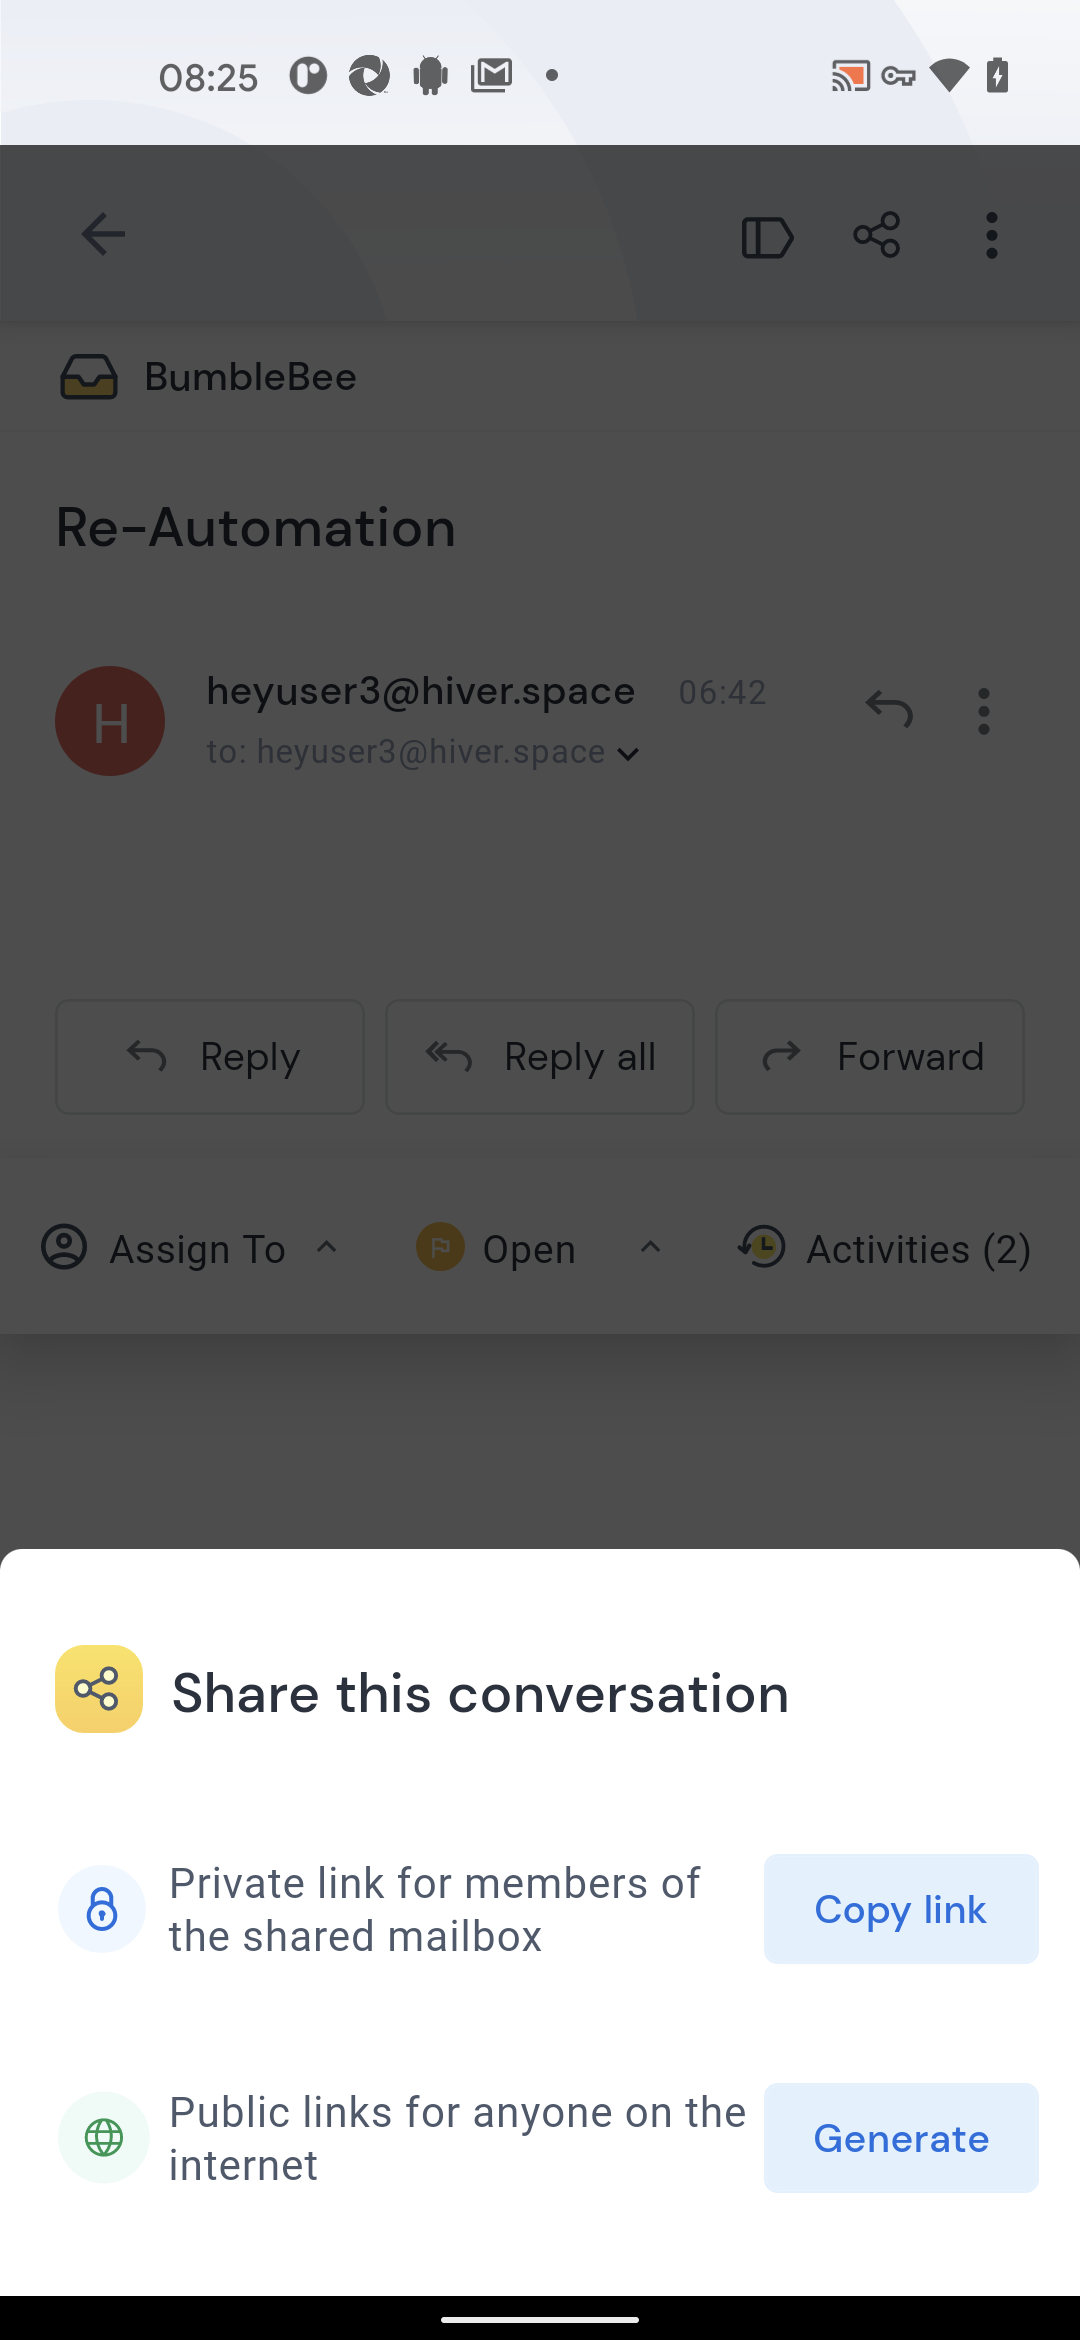 08:25
BumbleBee
Re-Automation
H
heyuser3@hiver.space 06:42
to: heyuser3@hiver.space
Reply Reply all Forward
Assign To Open Activities (2)
Share this conversation
Private link for members of
the shared mailbox
Copy link
Public links for anyone on the
internet
Generate